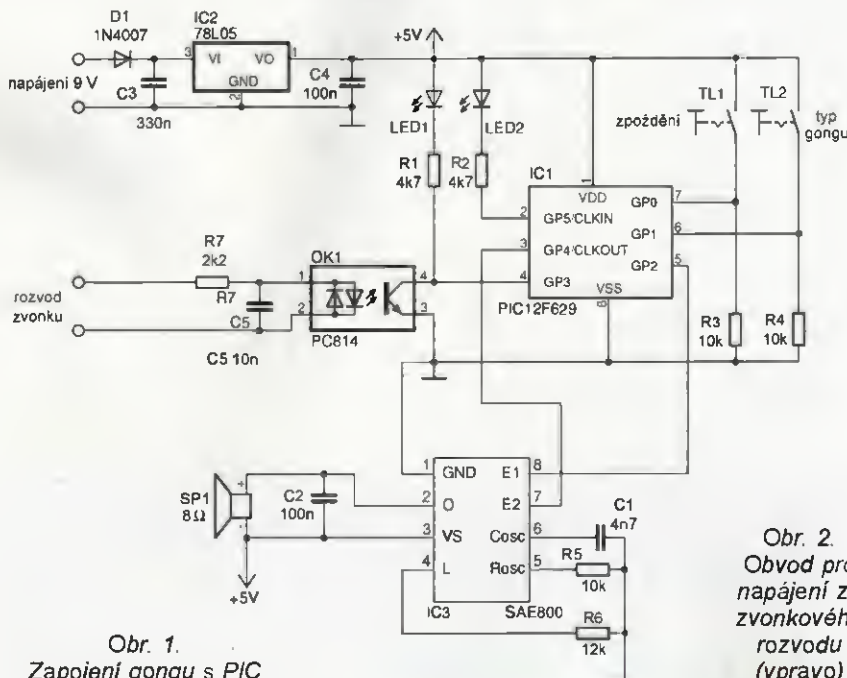 D1
1N4007
IC2
78L05
3
VI
VO
1
GND
2
napájení 9 V
C3
330n
C4
100n
+5V
LED1
LED2
R1
4k7
R2
4k7
TL1
TL2
zpoždění
typ
gongu
IC1
1
VDD
2
GP5/CLKIN
3
GP4/CLKOUT
4
GP3
GP0
7
GP1
6
GP2
5
VSS
8
PIC12F629
R3
10k
R4
10k
R7
2k2
R7
rozvod
zvonku
C5
C5 10n
OK1
1
2
4
3
PC814
SP1
8Ω
+
-
C2
100n
+5V
1
GND
2
O
3
VS
4
L
E1
8
E2
7
Cosc
6
Rosc
5
IC3
SAE800
C1
4n7
R5
10k
R6
12k
Obr. 1.
Zapojení gongu s PIC
Obr. 2.
Obvod pro
napájení z
zvonkového
rozvodu
(vpravo)